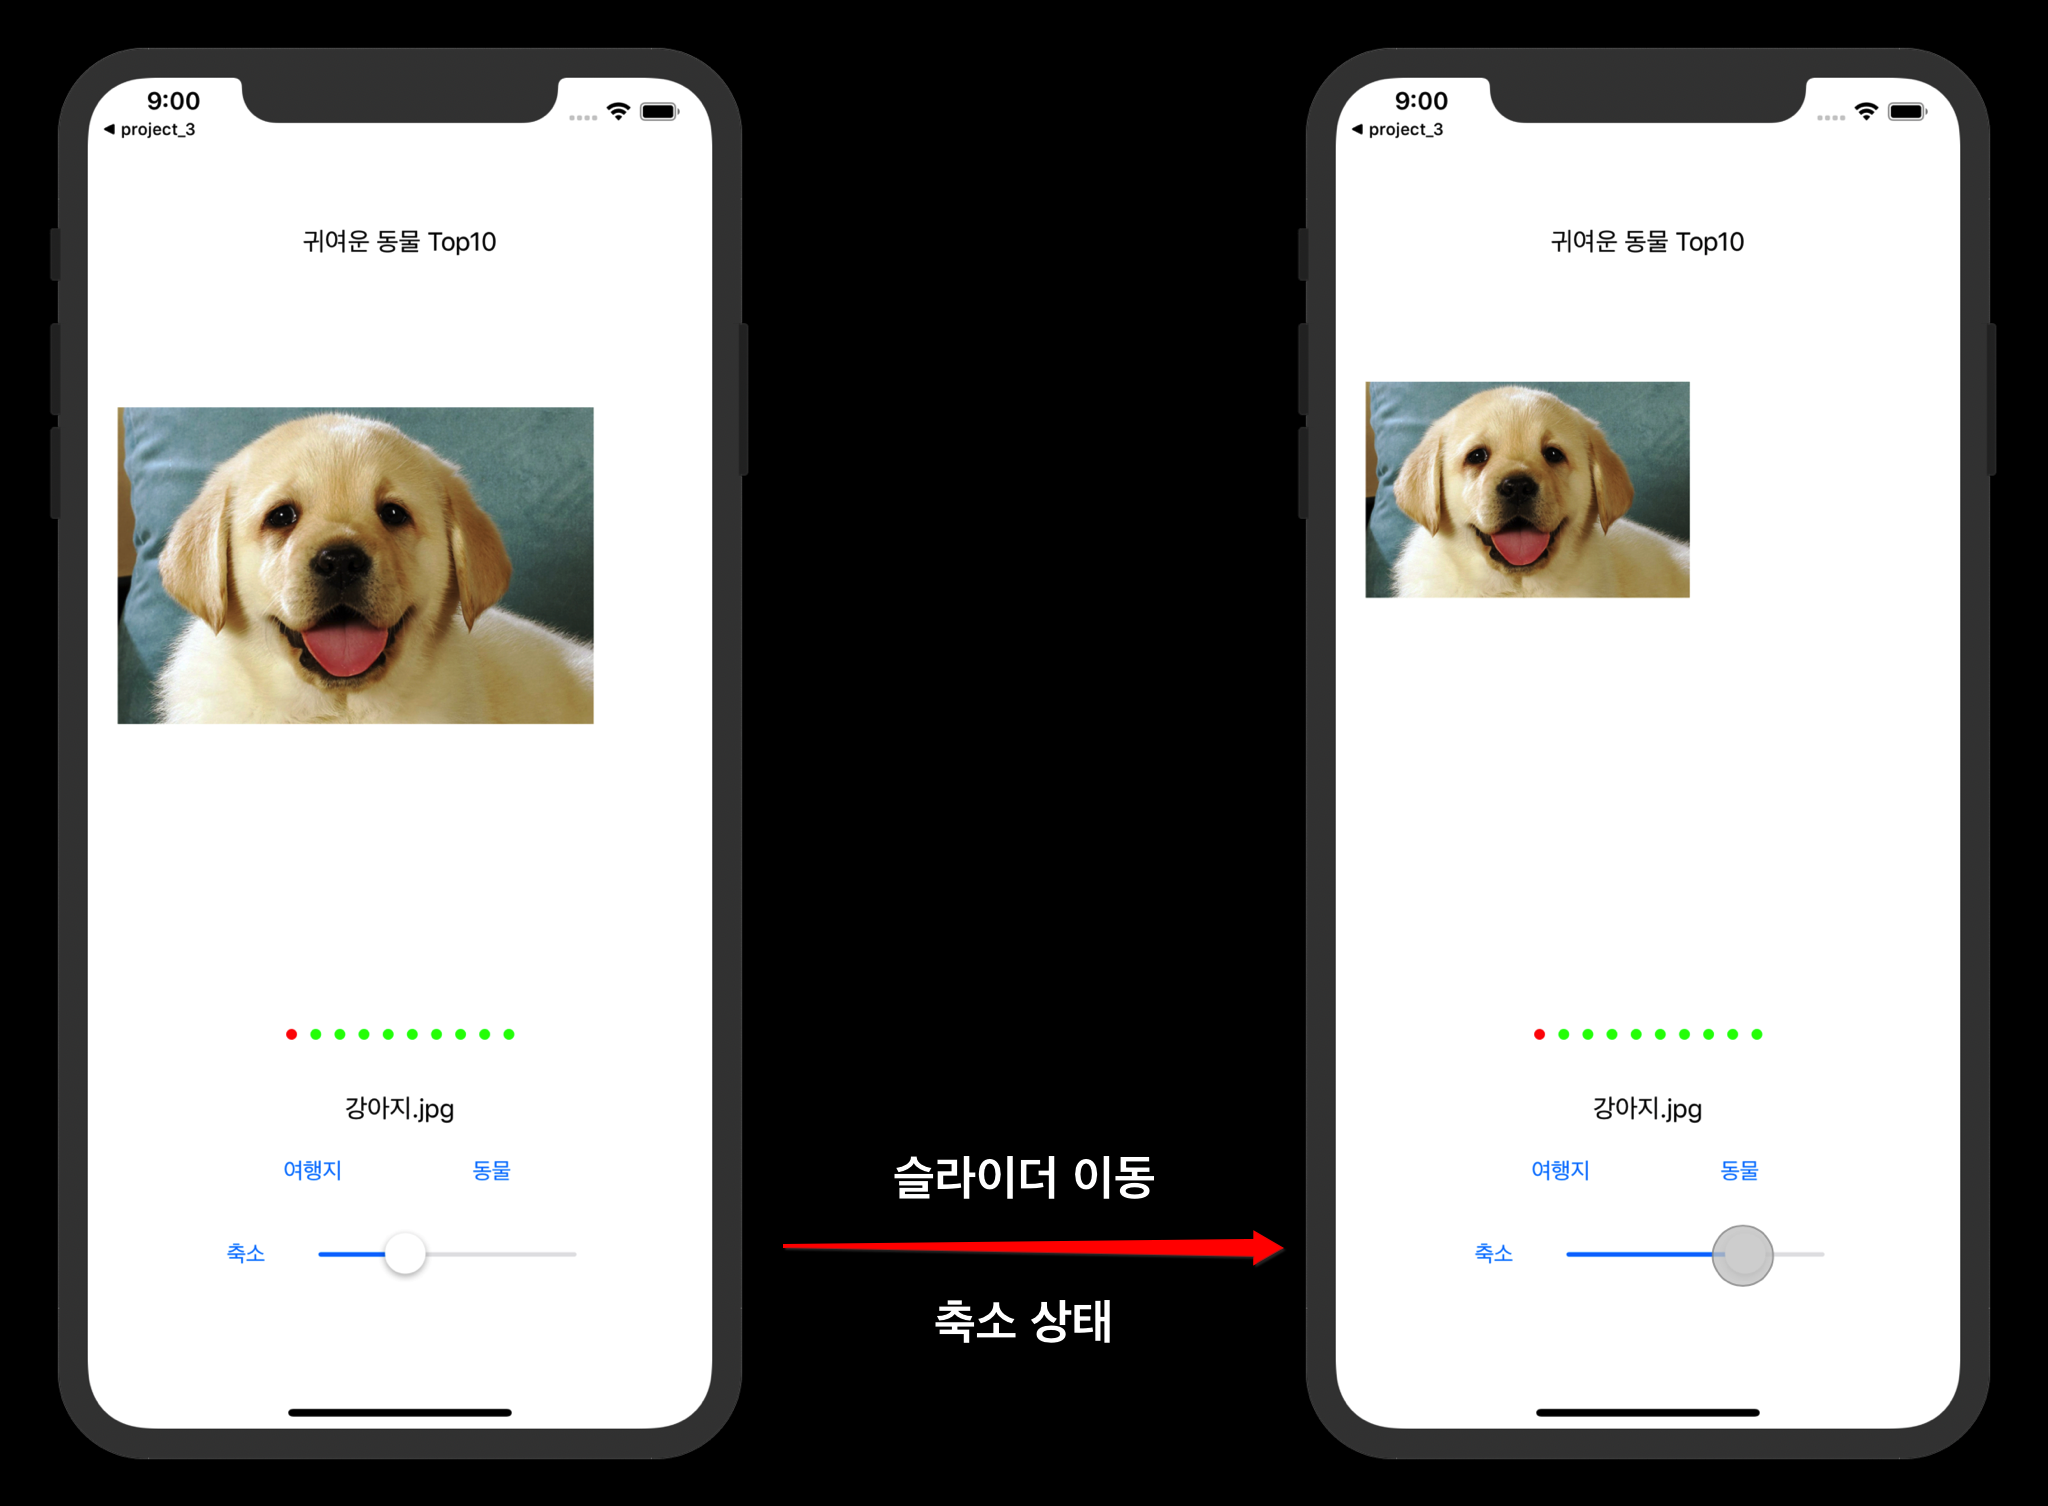 9:00
◀ project_3
귀여운 동물 Top10
강아지.jpg
여행지 동물
축소
슬라이더 이동
축소 상태
9:00
◀ project_3
귀여운 동물 Top10
강아지.jpg
여행지 동물
축소